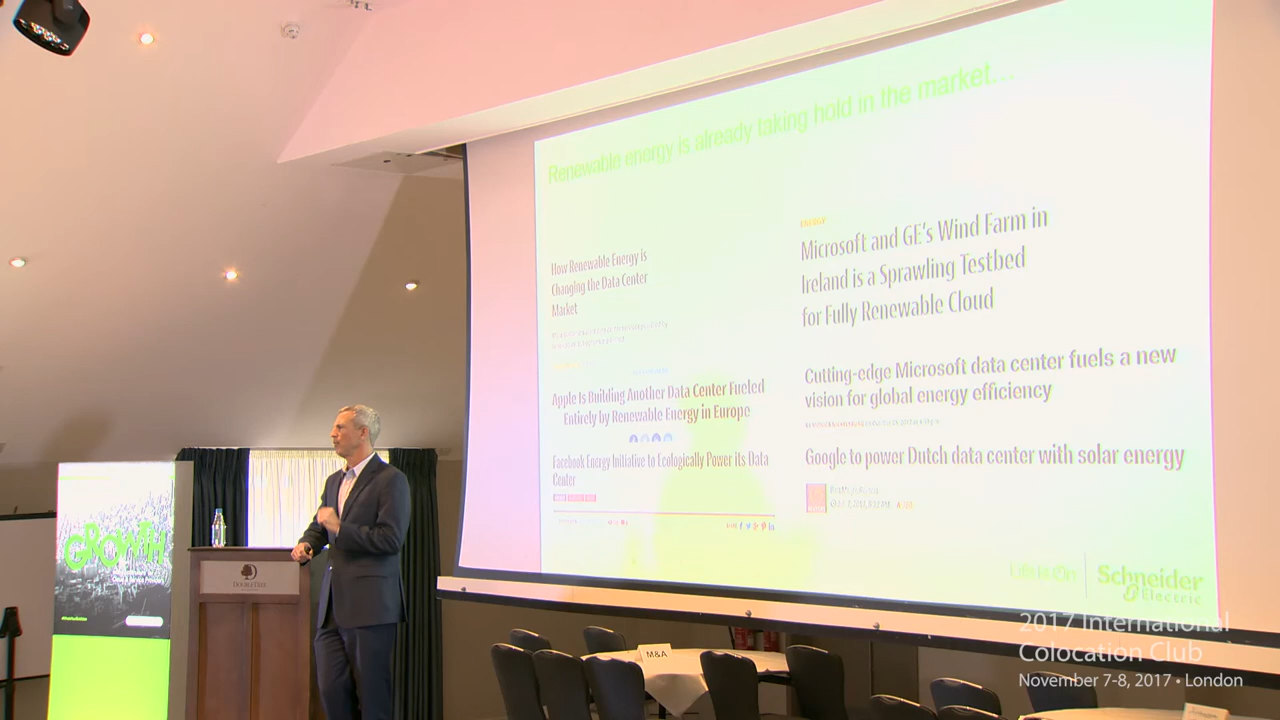 Renewable energy is already taking hold in the market...
How Renewable Energy is
Changing the Data Center
Market
Apple Is Building Another Data Center Fueled
Entirely by Renewable Energy in Europe
Facebook Energy Initiative to Ecologically Power its Data
Center
ENERGY
Microsoft and GE's Wind Farm in
Ireland is a Sprawling Testbed
for Fully Renewable Cloud
Cutting-edge Microsoft data center fuels a new
vision for global energy efficiency
Google to power Dutch data center with solar energy
Life Is On
Schneider
Electric
GROWTH
DOUBLETREE
M&A
2017 International
Colocation Club
November 7-8, 2017 • London